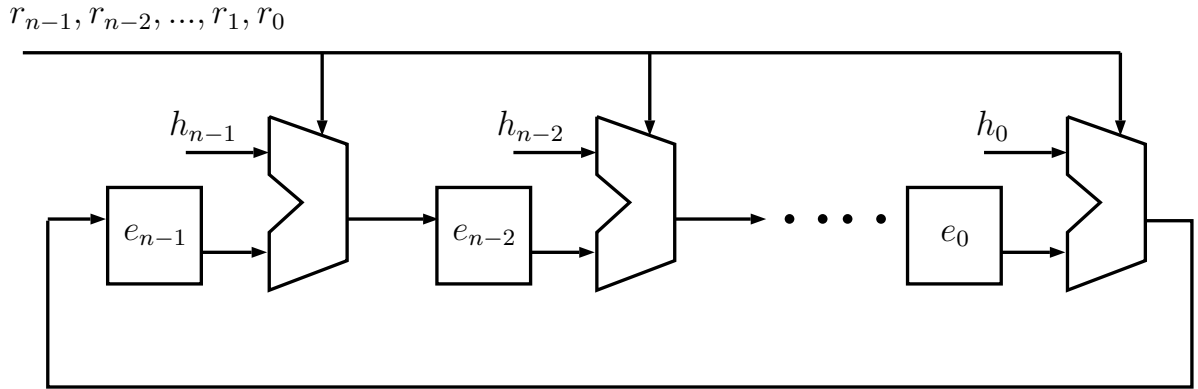 r_{n-1}, r_{n-2}, ..., r_1, r_0
h_{n-1} h_{n-2} h_0
e_{n-1} e_{n-2} e_0